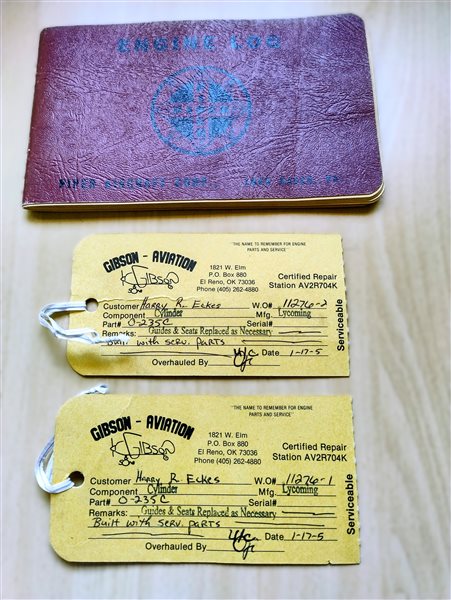 ENGINE LOG
PIPER AIRCRAFT CORP., LOCK HAVEN, PA.
"THE NAME TO REMEMBER FOR ENGINE
PARTS AND SERVICE"
GIBSON - AVIATION
GIBSON
1821 W. Elm
P.O. Box 880
El Reno, OK 73036
Phone (405) 262-4880
Certified Repair
Station AV2R704K
Customer Harry R. Eckes W.O# 11276-2
Component Cylinder Mfg. Lycoming
Part# O-235C Serial#
Remarks: Guides & Seats Replaced as Necessary
Built with serv. parts
Overhauled By Date 1-17-5
Serviceable
"THE NAME TO REMEMBER FOR ENGINE
PARTS AND SERVICE"
GIBSON - AVIATION
GIBSON
1821 W. Elm
P.O. Box 880
El Reno, OK 73036
Phone (405) 262-4880
Certified Repair
Station AV2R704K
Customer Harry R. Eckes W.O# 11276-1
Component Cylinder Mfg. Lycoming
Part# O-235C Serial#
Remarks: Guides & Seats Replaced as Necessary
Built with serv. parts
Overhauled By Date 1-17-5
Serviceable